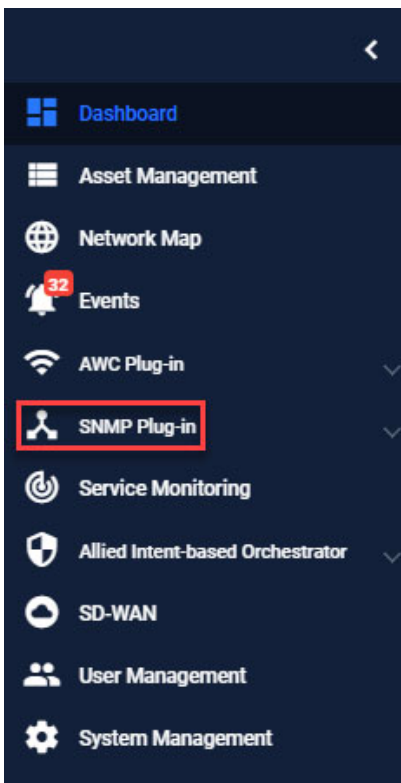 Dashboard
Asset Management
Network Map
32
Events
AWC Plug-in
SNMP Plug-in
Service Monitoring
Allied Intent-based Orchestrator
SD-WAN
User Management
System Management